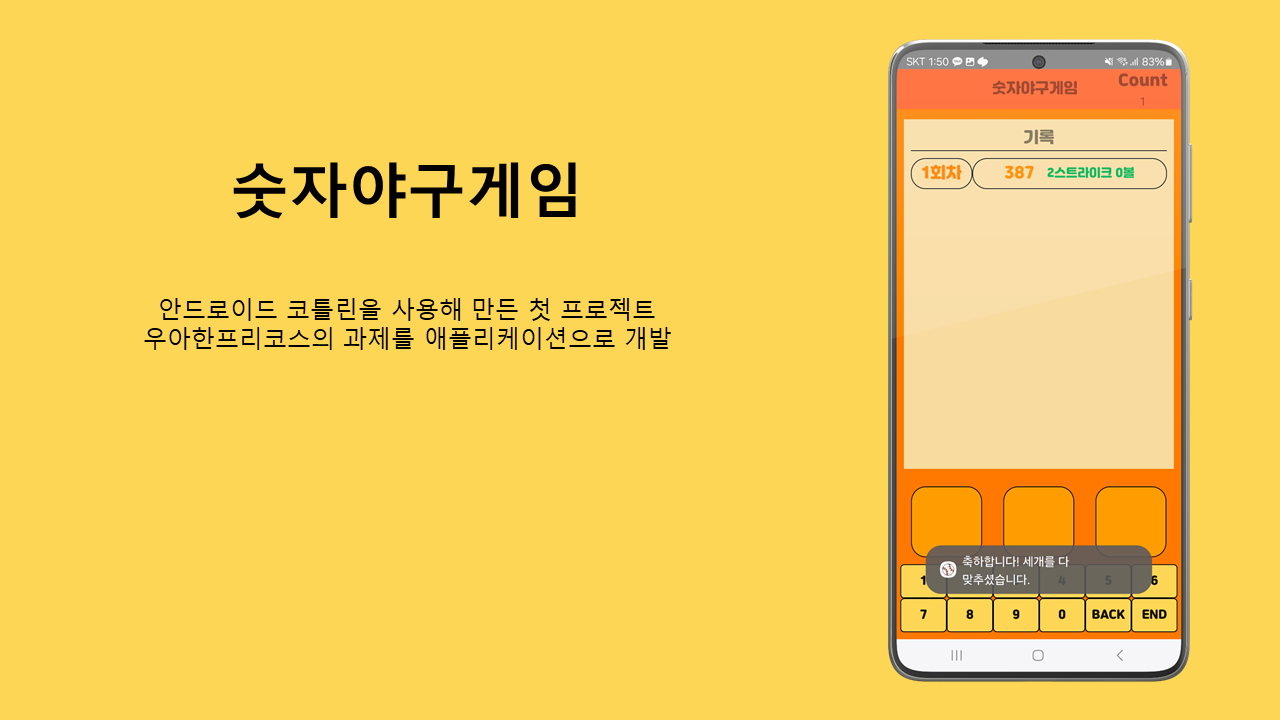 숫자야구게임
안드로이드 코틀린을 사용해 만든 첫 프로젝트
우아한프리코스의 과제를 애플리케이션으로 개발
SKT 1:50 83%
숫자야구게임 Count
1
기록
1회차 387 2스트라이크 0볼
축하합니다! 세개를 다
맞추셨습니다.
1 4 5 6
7 8 9 0 BACK END